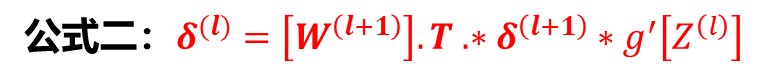 公式二：δ^(l) = [W^(l+1)].T .* δ^(l+1) * g′[Z^(l)]